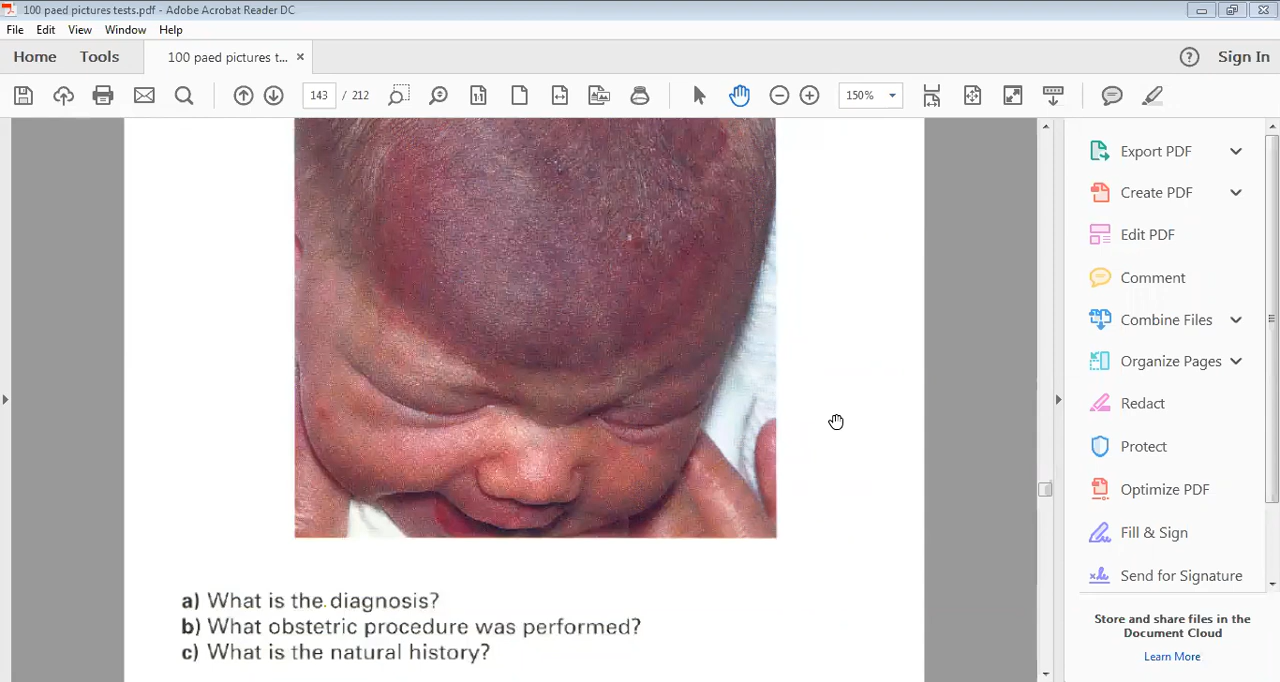 100 paed pictures tests.pdf - Adobe Acrobat Reader DC
File Edit View Window Help
Home Tools 100 paed pictures t... × ? Sign In
143 / 212 150%
Export PDF
Create PDF
Edit PDF
Comment
Combine Files
Organize Pages
Redact
Protect
Optimize PDF
Fill & Sign
Send for Signature
Store and share files in the
Document Cloud
Learn More
a) What is the diagnosis?
b) What obstetric procedure was performed?
c) What is the natural history?